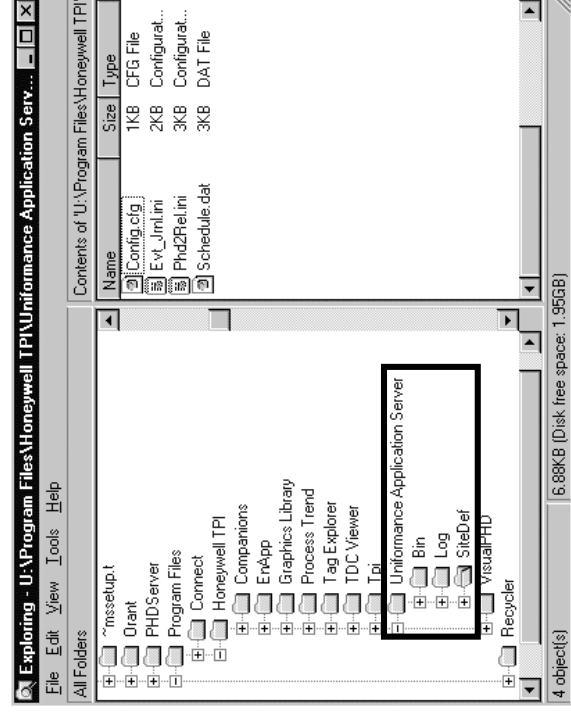 Exploring - U:\Program Files\Honeywell TPI\Uniformance Application Serv...
File Edit View Tools Help
All Folders
~mssetup.t
Orant
PHDServer
Program Files
Connect
Honeywell TPI
Companions
EnApp
Graphics Library
Process Trend
Tag Explorer
TDC Viewer
Tpi
Uniformance Application Server
Bin
Log
SiteDef
VisualPHD
Recycler
Contents of 'U:\Program Files\Honeywell TPI\
Name Size Type
Config.cfg 1KB CFG File
Evt_Jrnl.ini 2KB Configurat...
Phd2Rel.ini 3KB Configurat...
Schedule.dat 3KB DAT File
4 object(s) 6.88KB (Disk free space: 1.95GB)